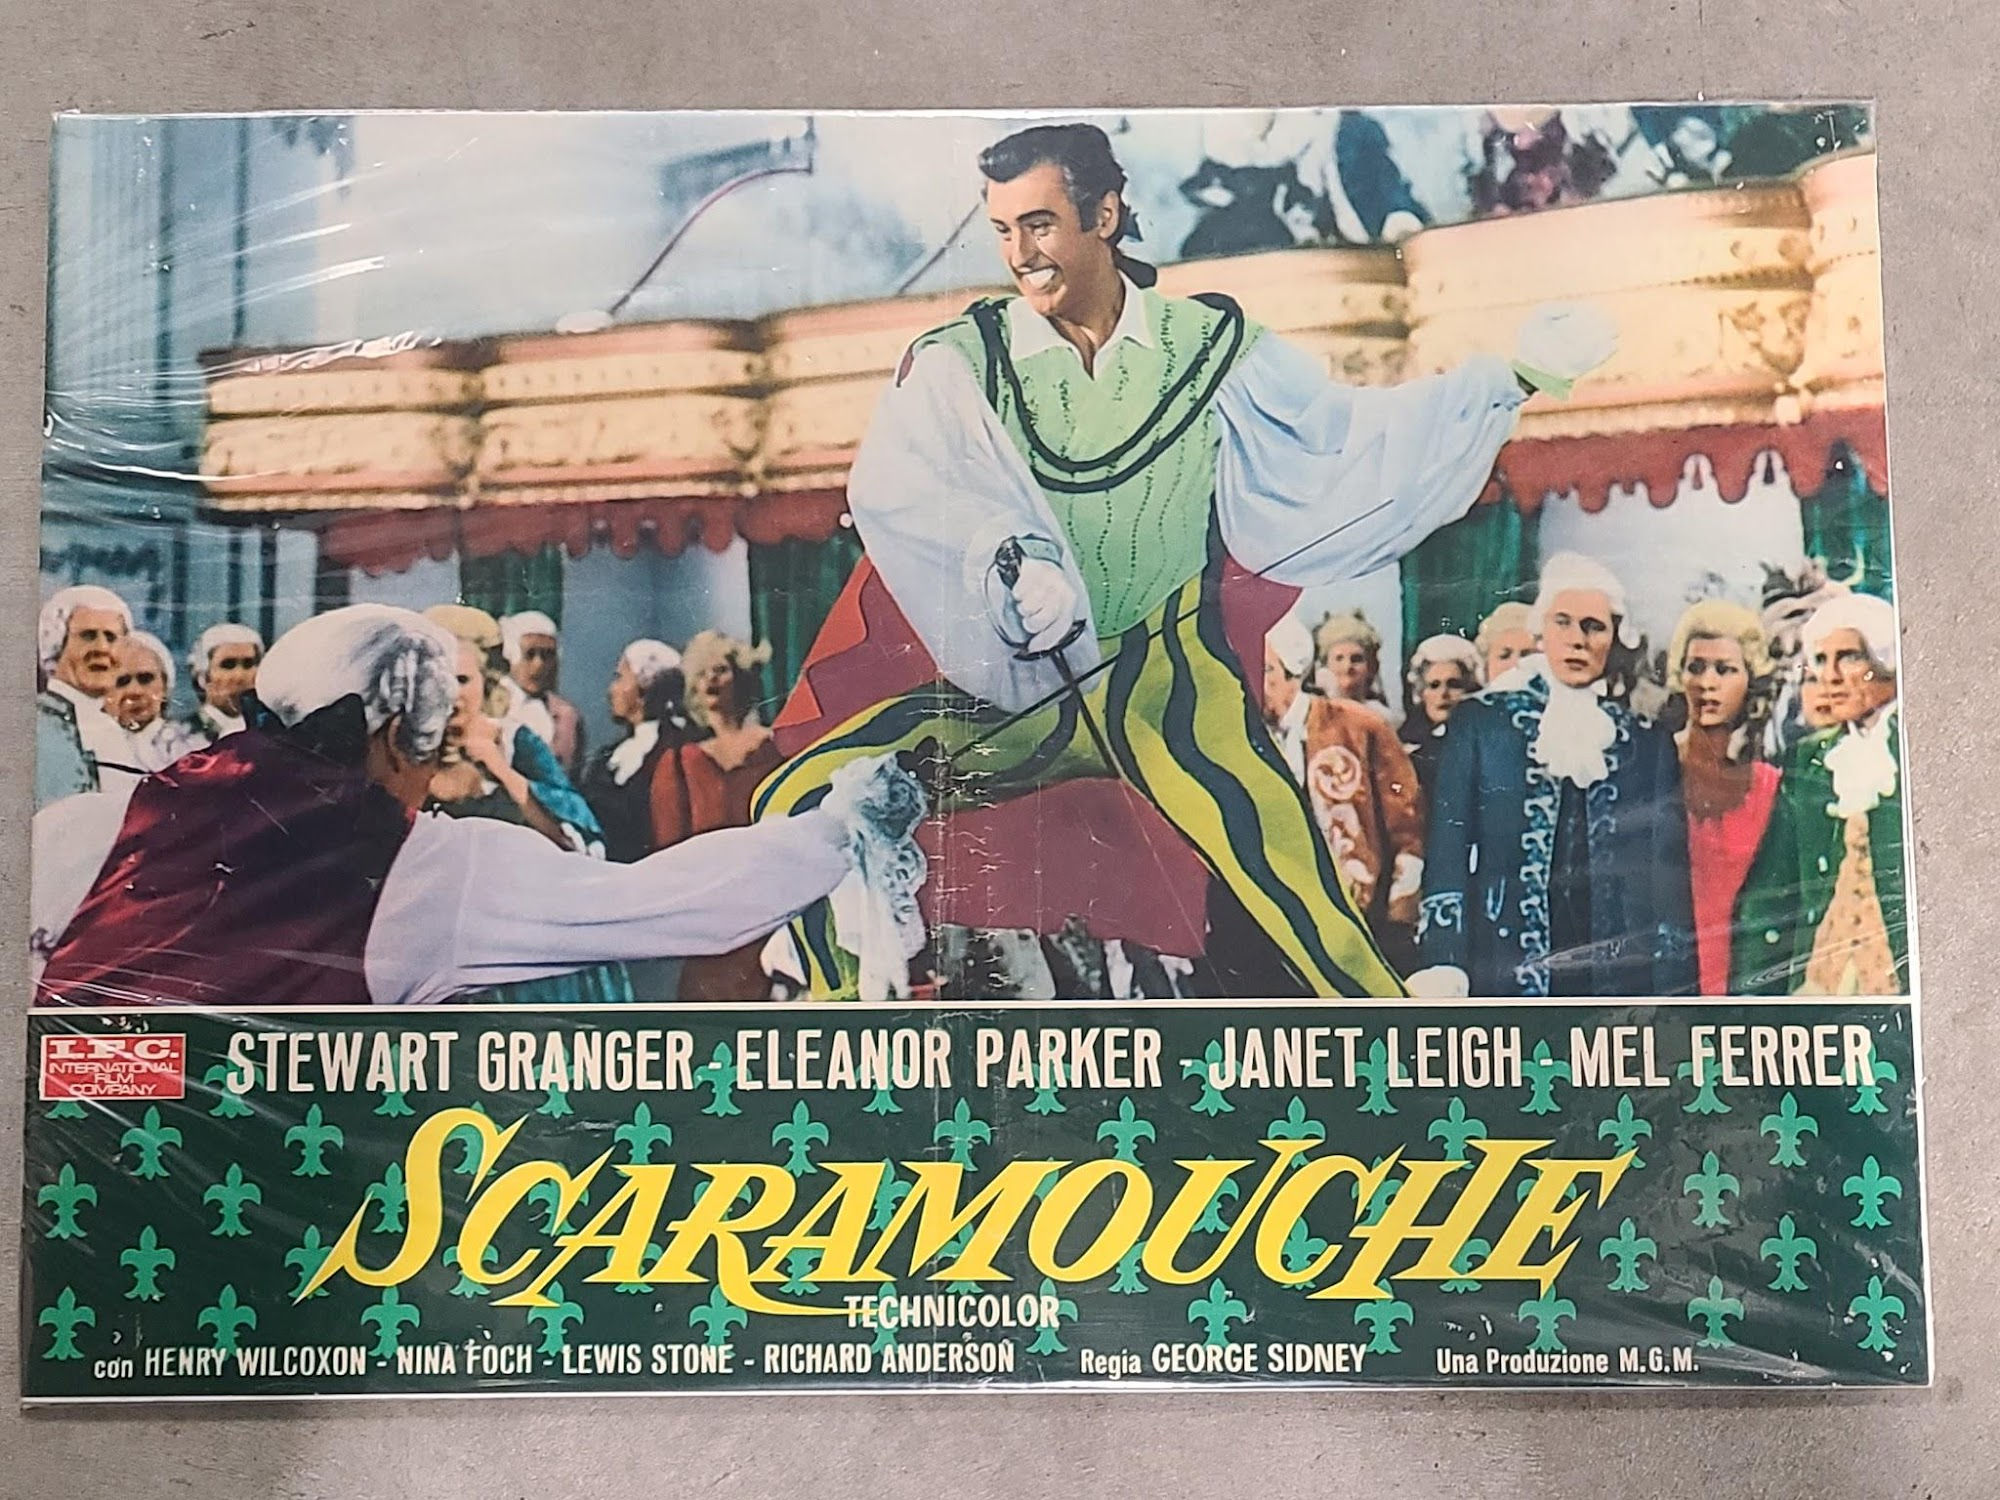 I.F.C.
INTERNATIONAL
FILM
COMPANY
STEWART GRANGER - ELEANOR PARKER - JANET LEIGH - MEL FERRER
SCARAMOUCHE
TECHNICOLOR
con HENRY WILCOXON - NINA FOCH - LEWIS STONE - RICHARD ANDERSON Regia GEORGE SIDNEY Una Produzione M.G.M.